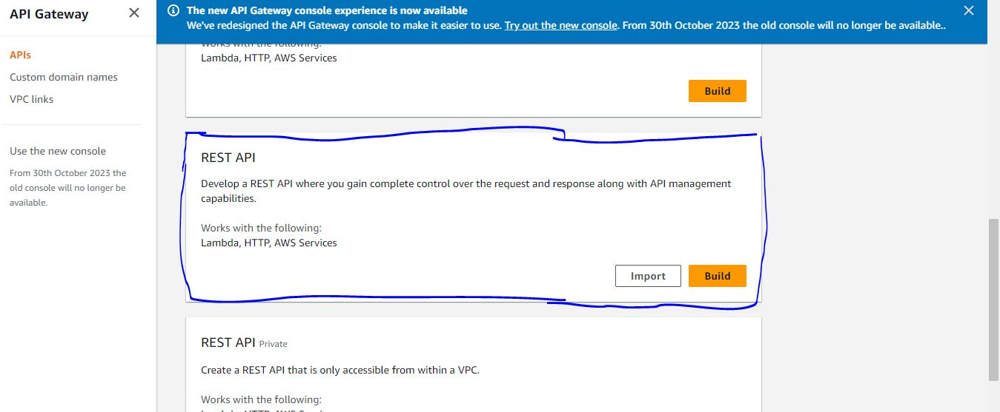 API Gateway
The new API Gateway console experience is now available
We've redesigned the API Gateway console to make it easier to use. Try out the new console. From 30th October 2023 the old console will no longer be available..
APIs
Custom domain names
VPC links
Use the new console
From 30th October 2023 the
old console will no longer be
available.
Works with the following:
Lambda, HTTP, AWS Services
Build
REST API
Develop a REST API where you gain complete control over the request and response along with API management
capabilities.
Works with the following:
Lambda, HTTP, AWS Services
Import
Build
REST API Private
Create a REST API that is only accessible from within a VPC.
Works with the following: